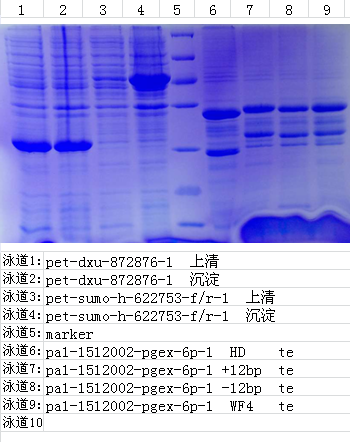 1 2 3 4 5 6 7 8 9
泳道1: pet-dxu-872876-1 上清
泳道2: pet-dxu-872876-1 沉淀
泳道3: pet-sumo-h-622753-f/r-1 上清
泳道4: pet-sumo-h-622753-f/r-1 沉淀
泳道5: marker
泳道6: pa1-1512002-pgex-6p-1 HD te
泳道7: pa1-1512002-pgex-6p-1 +12bp te
泳道8: pa1-1512002-pgex-6p-1 -12bp te
泳道9: pa1-1512002-pgex-6p-1 WF4 te
泳道10